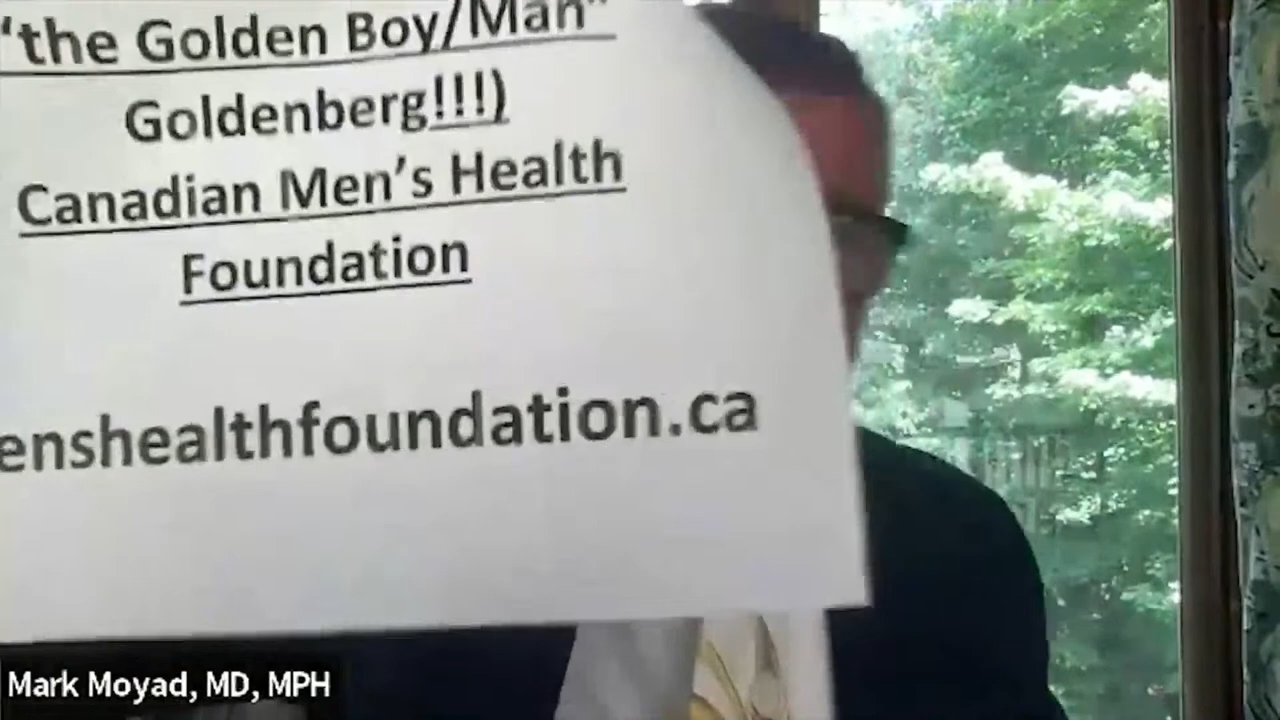 ‘the Golden Boy/Man”
Goldenberg!!!)
Canadian Men’s Health
Foundation
enshealthfoundation.ca
Mark Moyad, MD, MPH